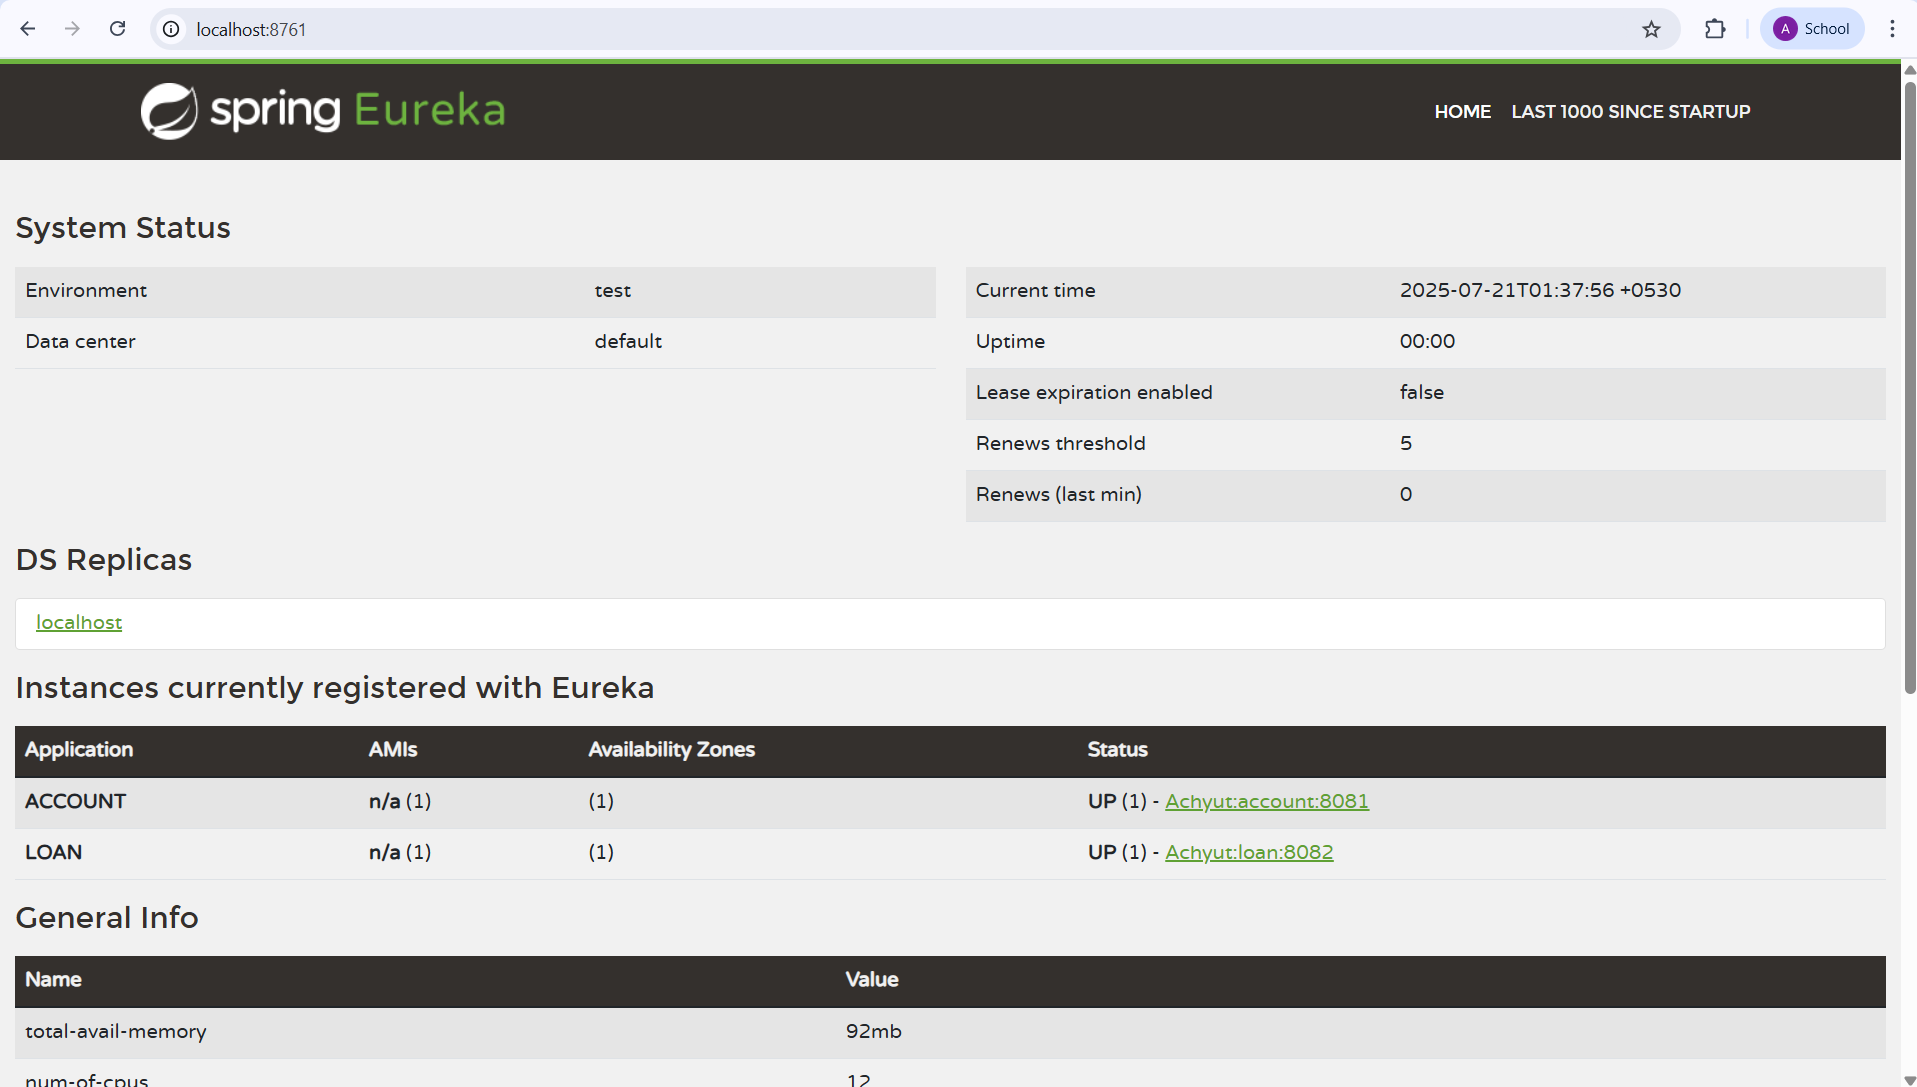 localhost:8761
A School
spring Eureka
HOME LAST 1000 SINCE STARTUP
System Status
Environment test
Data center default
Current time 2025-07-21T01:37:56 +0530
Uptime 00:00
Lease expiration enabled false
Renews threshold 5
Renews (last min) 0
DS Replicas
localhost
Instances currently registered with Eureka
Application AMIs Availability Zones Status
ACCOUNT n/a (1) (1) UP (1) - Achyut:account:8081
LOAN n/a (1) (1) UP (1) - Achyut:loan:8082
General Info
Name Value
total-avail-memory 92mb
num-of-cpus 12